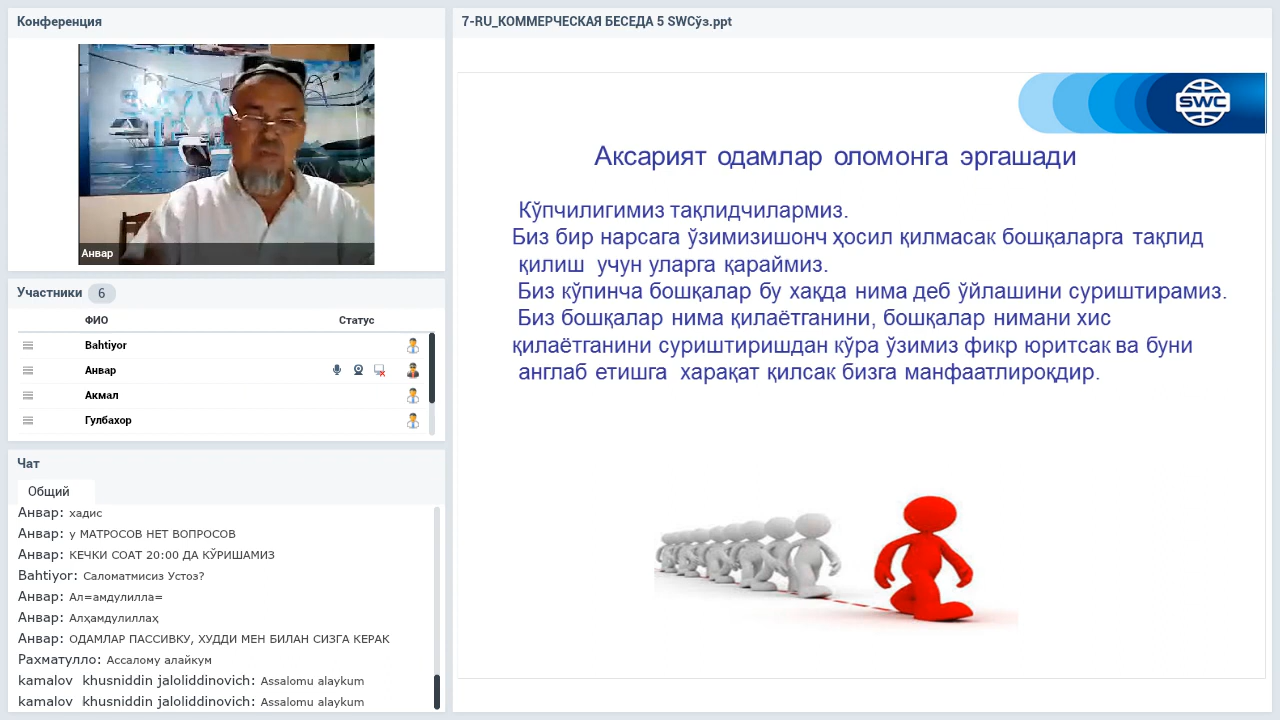 Конференция
Анвар
Участники 6
ФИО Статус
Bahtiyor
Анвар
Акмал
Гулбахор
Чат
Общий
Анвар: хадис
Анвар: у МАТРОСОВ НЕТ ВОПРОСОВ
Анвар: КЕЧКИ СОАТ 20:00 ДА КЎРИШАМИЗ
Bahtiyor: Саломатмисиз Устоз?
Анвар: Ал=амдулилла=
Анвар: Алҳамдулиллаҳ
Анвар: ОДАМЛАР ПАССИВКУ, ХУДДИ МЕН БИЛАН СИЗГА КЕРАК
Рахматулло: Ассалому алайкум
kamalov khusniddin jaloliddinovich: Assalomu alaykum
kamalov khusniddin jaloliddinovich: Assalomu alaykum
7-RU_КОММЕРЧЕСКАЯ БЕСЕДА 5 SWCўз.ppt
SWC
Аксарият одамлар оломонга эргашади
Кўпчилигимиз тақлидчилармиз.
Биз бир нарсага ўзимизишонч ҳосил қилмасак бошқаларга тақлид
қилиш учун уларга қараймиз.
Биз кўпинча бошқалар бу хақда нима деб ўйлашини суриштирамиз.
Биз бошқалар нима қилаётганини, бошқалар нимани хис
қилаётганини суриштиришдан кўра ўзимиз фикр юритсак ва буни
англаб етишга харақат қилсак бизга манфаатлироқдир.